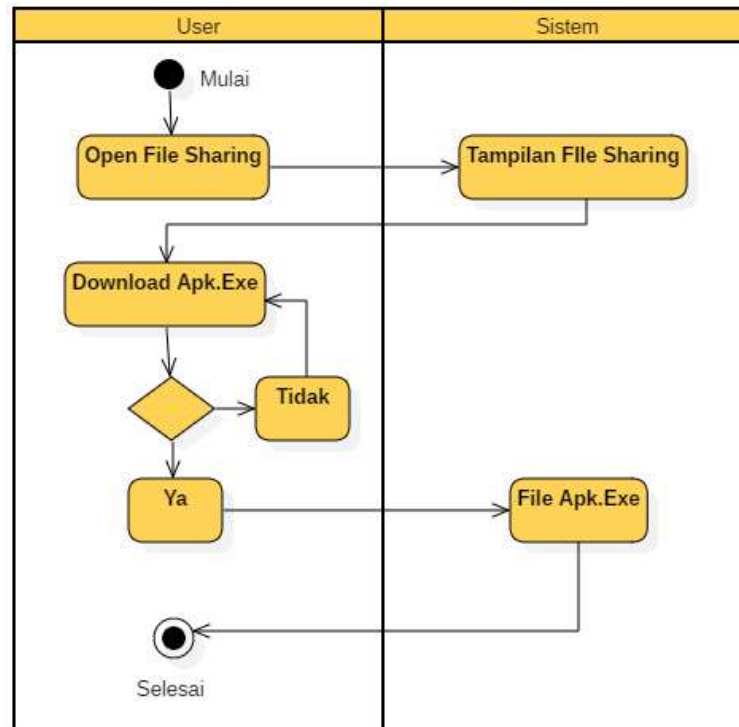 User
Sistem
Mulai
Open File Sharing
Tampilan FIle Sharing
Download Apk.Exe
Tidak
Ya
File Apk.Exe
Selesai